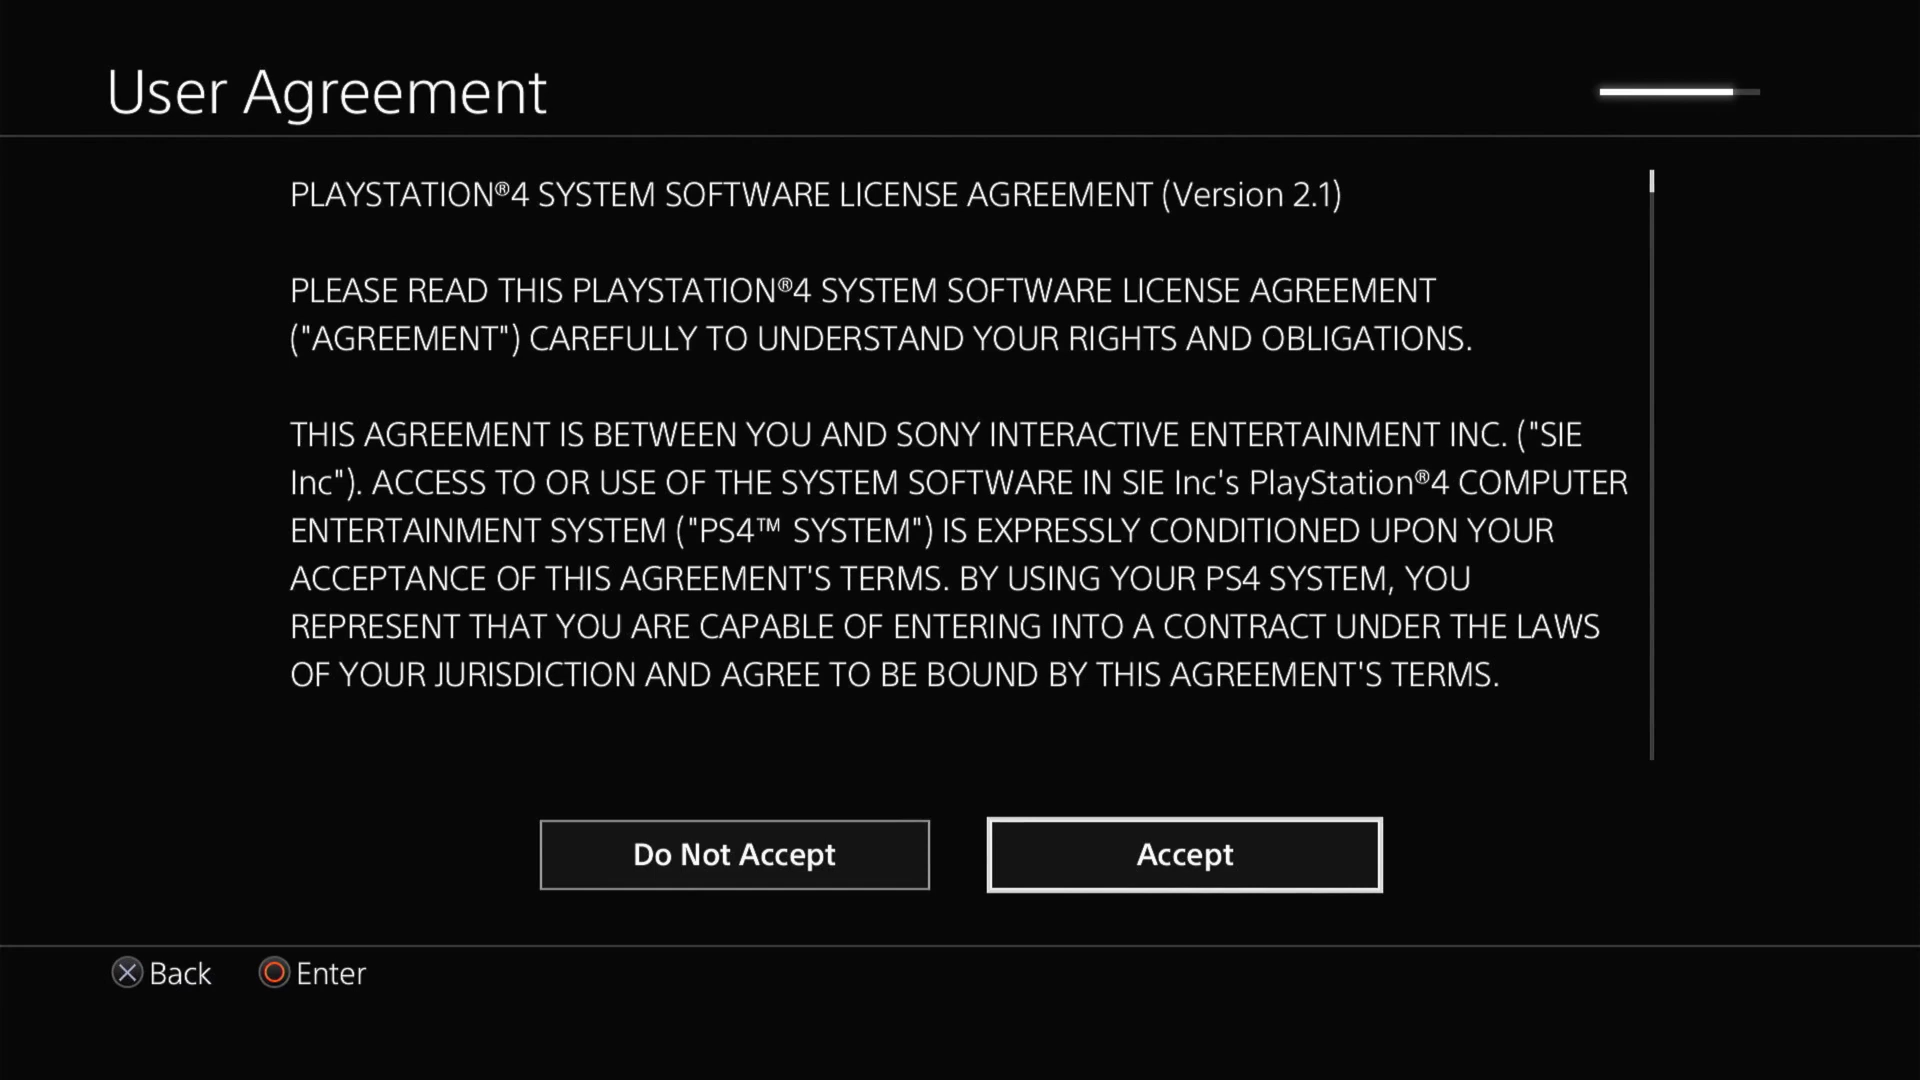 User Agreement
PLAYSTATION®4 SYSTEM SOFTWARE LICENSE AGREEMENT (Version 2.1)
PLEASE READ THIS PLAYSTATION®4 SYSTEM SOFTWARE LICENSE AGREEMENT
("AGREEMENT") CAREFULLY TO UNDERSTAND YOUR RIGHTS AND OBLIGATIONS.
THIS AGREEMENT IS BETWEEN YOU AND SONY INTERACTIVE ENTERTAINMENT INC. ("SIE
Inc"). ACCESS TO OR USE OF THE SYSTEM SOFTWARE IN SIE Inc's PlayStation®4 COMPUTER
ENTERTAINMENT SYSTEM ("PS4™ SYSTEM") IS EXPRESSLY CONDITIONED UPON YOUR
ACCEPTANCE OF THIS AGREEMENT'S TERMS. BY USING YOUR PS4 SYSTEM, YOU
REPRESENT THAT YOU ARE CAPABLE OF ENTERING INTO A CONTRACT UNDER THE LAWS
OF YOUR JURISDICTION AND AGREE TO BE BOUND BY THIS AGREEMENT'S TERMS.
Do Not Accept
Accept
Back
Enter